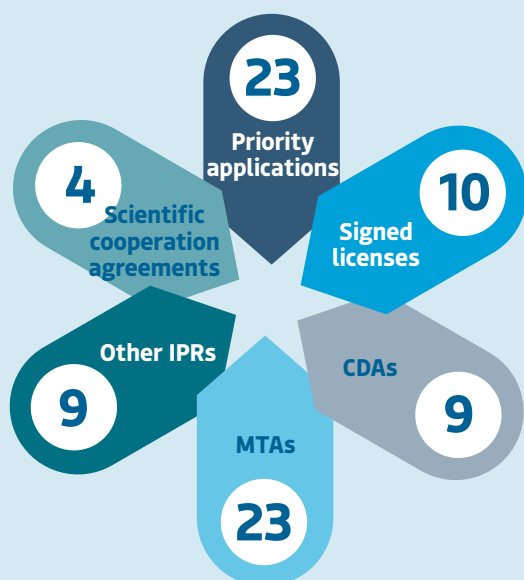 23
Priority
applications
10
Signed
licenses
CDAs
9
MTAs
23
Other IPRs
9
4
Scientific
cooperation
agreements